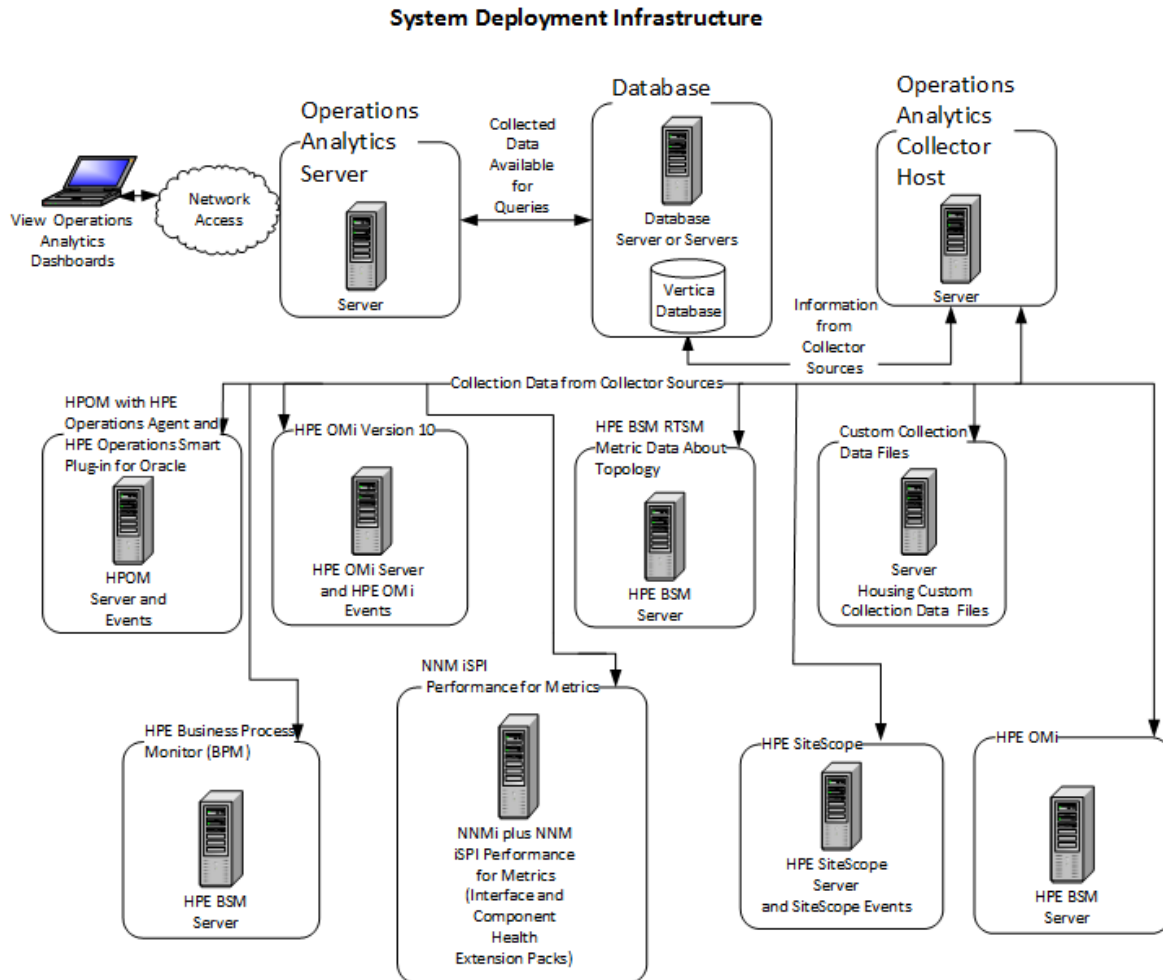 System Deployment Infrastructure
Operations
Analytics
Server
Server
View Operations
Analytics
Dashboards
Network
Access
Collected
Data
Available
for
Queries
Database
Database
Server or Servers
Vertica
Database
Operations
Analytics
Collector
Host
Server
Information
from
Collector
Sources
Collection Data from Collector Sources
HPOM with HPE
Operations Agent and
HPE Operations Smart
Plug-in for Oracle
HPOM
Server and
Events
HPE OMi Version 10
HPE OMi Server
and HPE OMi
Events
HPE BSM RTSM
Metric Data About
Topology
HPE BSM
Server
Custom Collection
Data Files
Server
Housing Custom
Collection Data Files
HPE Business Process
Monitor (BPM)
HPE BSM
Server
NNM iSPI
Performance for Metrics
NNMi plus NNM
iSPI Performance
for Metrics
(Interface and
Component
Health
Extension Packs)
HPE SiteScope
HPE SiteScope
Server
and SiteScope Events
HPE OMi
HPE BSM
Server